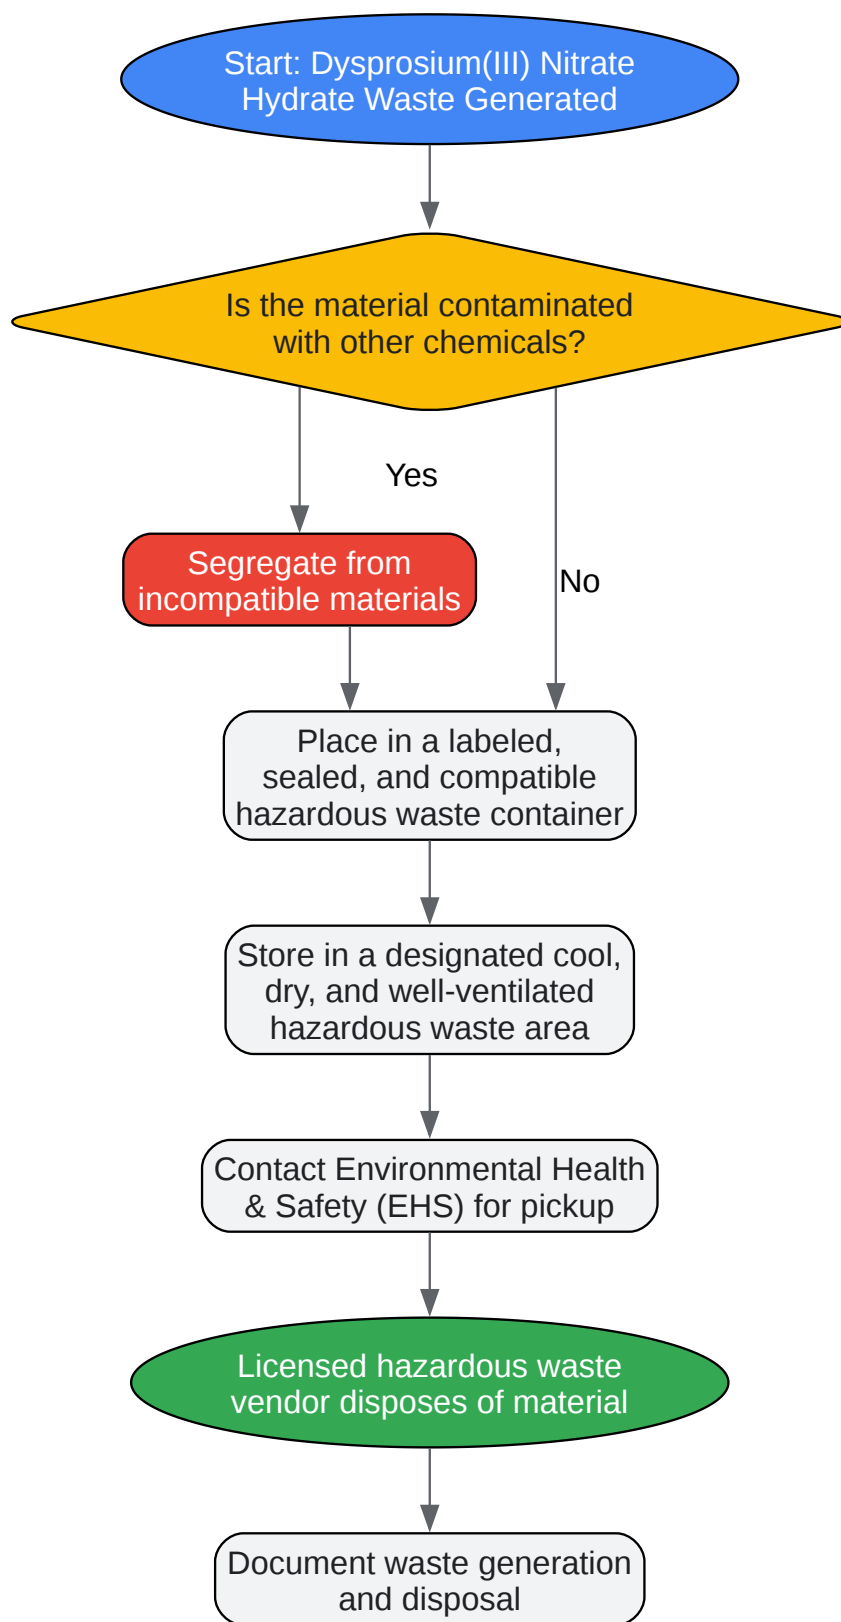 Start: Dysprosium(III) Nitrate
Hydrate Waste Generated
Is the material contaminated
with other chemicals?
Yes
Segregate from
incompatible materials
No
Place in a labeled,
sealed, and compatible
hazardous waste container
Store in a designated cool,
dry, and well-ventilated
hazardous waste area
Contact Environmental Health
& Safety (EHS) for pickup
Licensed hazardous waste
vendor disposes of material
Document waste generation
and disposal